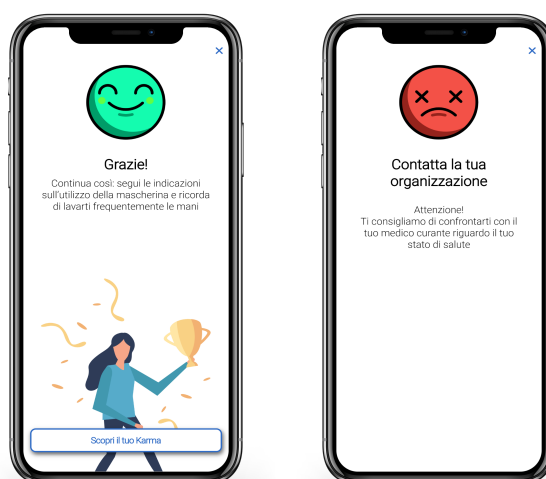 Grazie!
Continua così: segui le indicazioni
sull'utilizzo della mascherina e ricorda
di lavarti frequentemente le mani
Scopri il tuo Karma
Contatta la tua
organizzazione
Attenzione!
Ti consigliamo di confrontarti con il
tuo medico curante riguardo il tuo
stato di salute